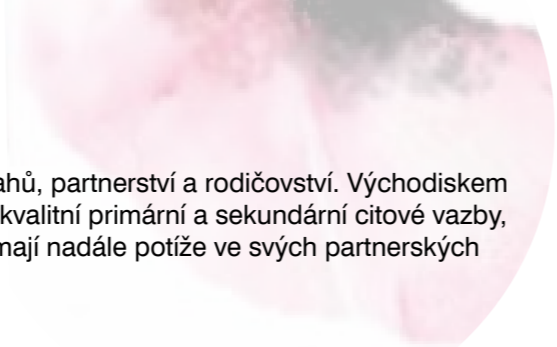 ahů, partnerství a rodičovství. Východiskem
kvalitní primární a sekundární citové vazby,
mají nadále potíže ve svých partnerských